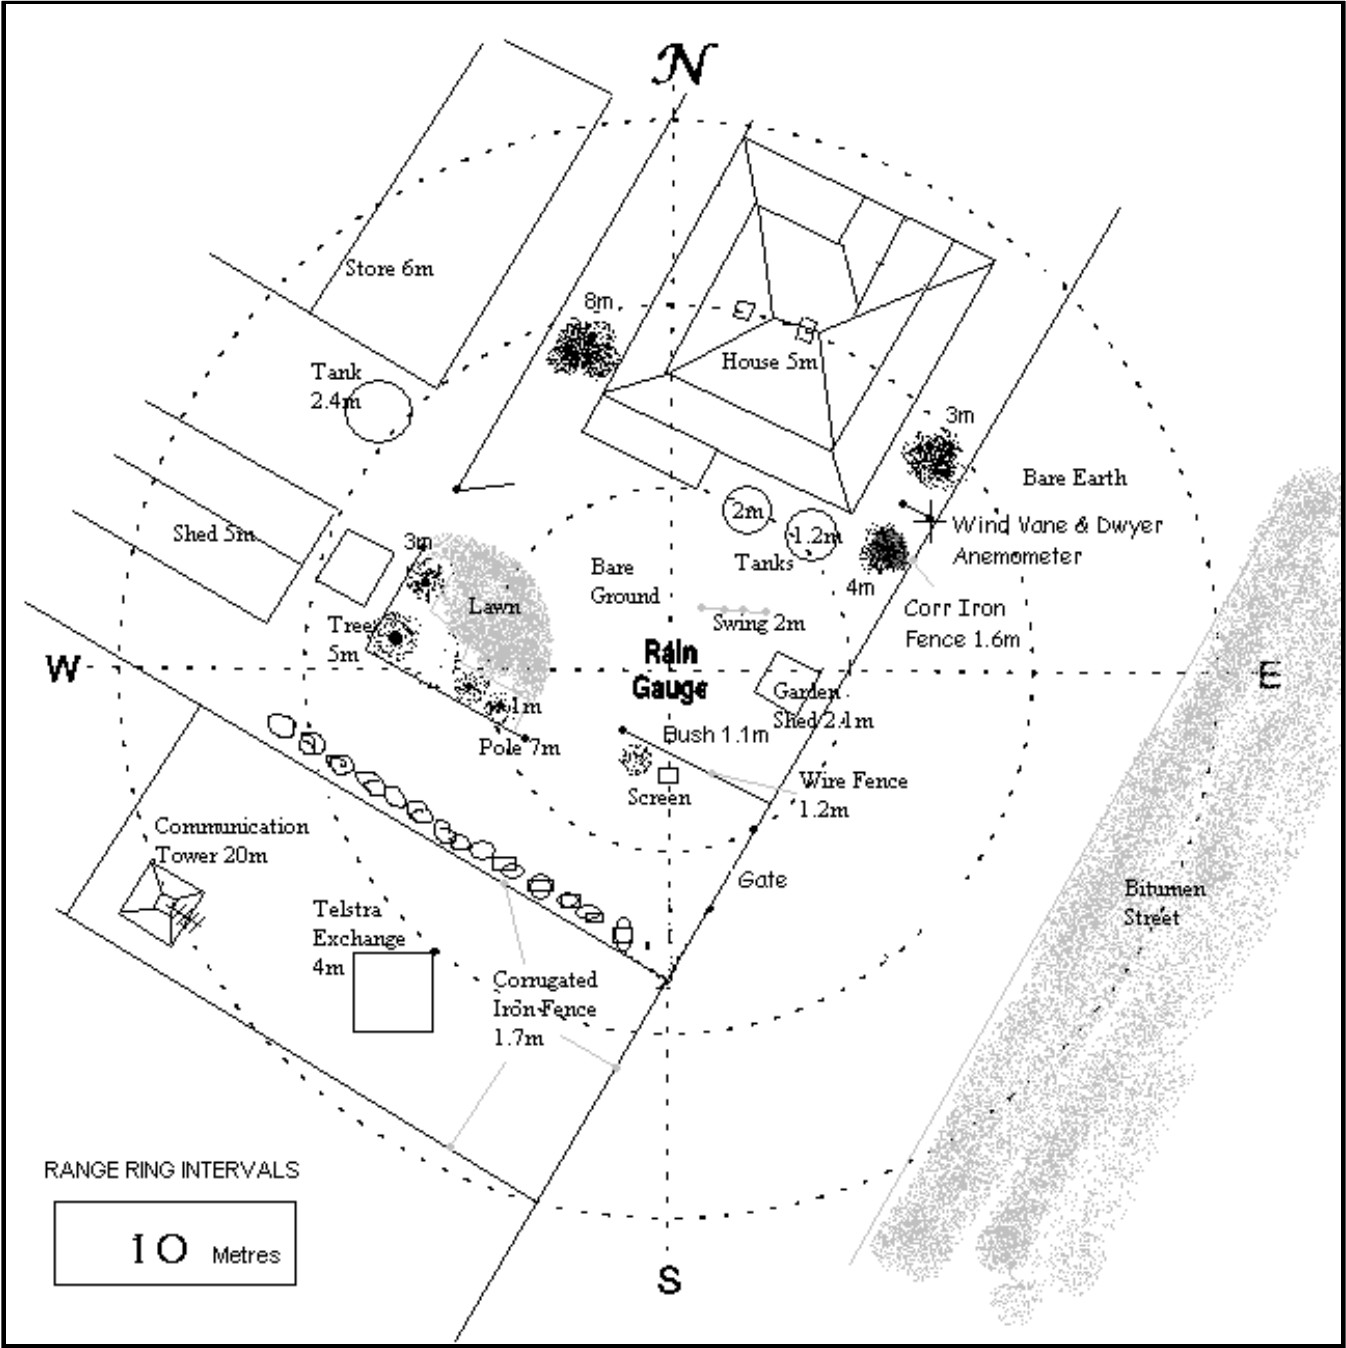 N
Store 6m
8m
Tank
2.4m
House 5m
3m
Bare Earth
2m
1.2m
Wind Vane & Dwyer
Anemometer
Shed 5m
3m
Tanks
Bare
Ground
4m
Lawn
Corr Iron
Fence 1.6m
Swing 2m
Tree
5m
Rain
Gauge
W
E
Garden
Shed 2.1m
1m
Pole 7m
Bush 1.1m
Wire Fence
1.2m
Screen
Communication
Tower 20m
Gate
Bitumen
Street
Telstra
Exchange
4m
Corrugated
Iron Fence
1.7m
RANGE RING INTERVALS
10 Metres
S